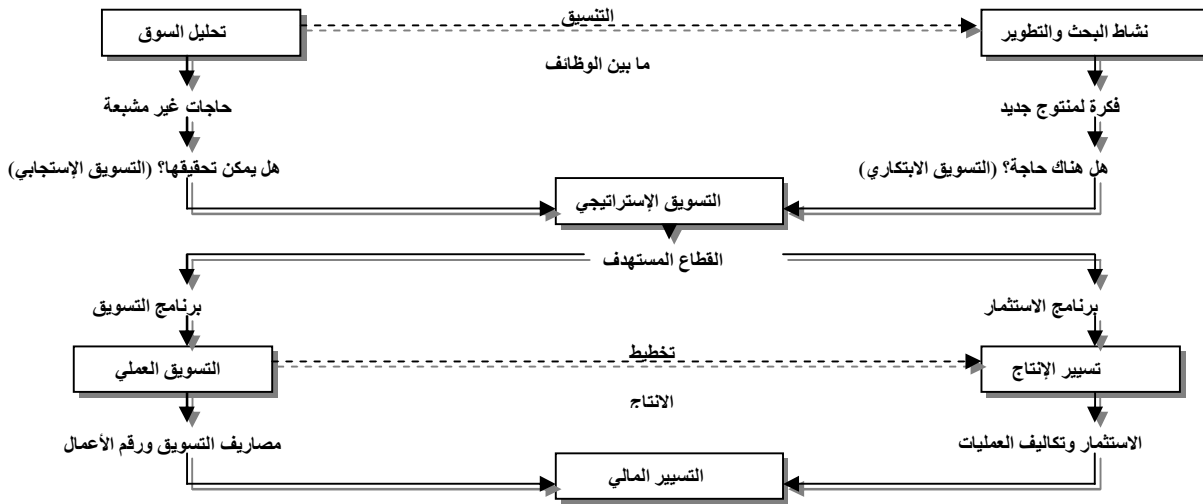 التنسيق
نشاط البحث والتطوير
تحليل السوق
ما بين الوظائف
فكرة لمنتوج جديد
حاجات غير مشبعة
هل هناك حاجة؟ (التسويق الابتكاري)
هل يمكن تحقيقها؟ (التسويق الإستجابي)
التسويق الإستراتيجي
القطاع المستهدف
برنامج الاستثمار
برنامج التسويق
تخطيط
تسيير الإنتاج
التسويق العملي
الانتاج
الاستثمار وتكاليف العمليات
مصاريف التسويق ورقم الأعمال
التسيير المالي